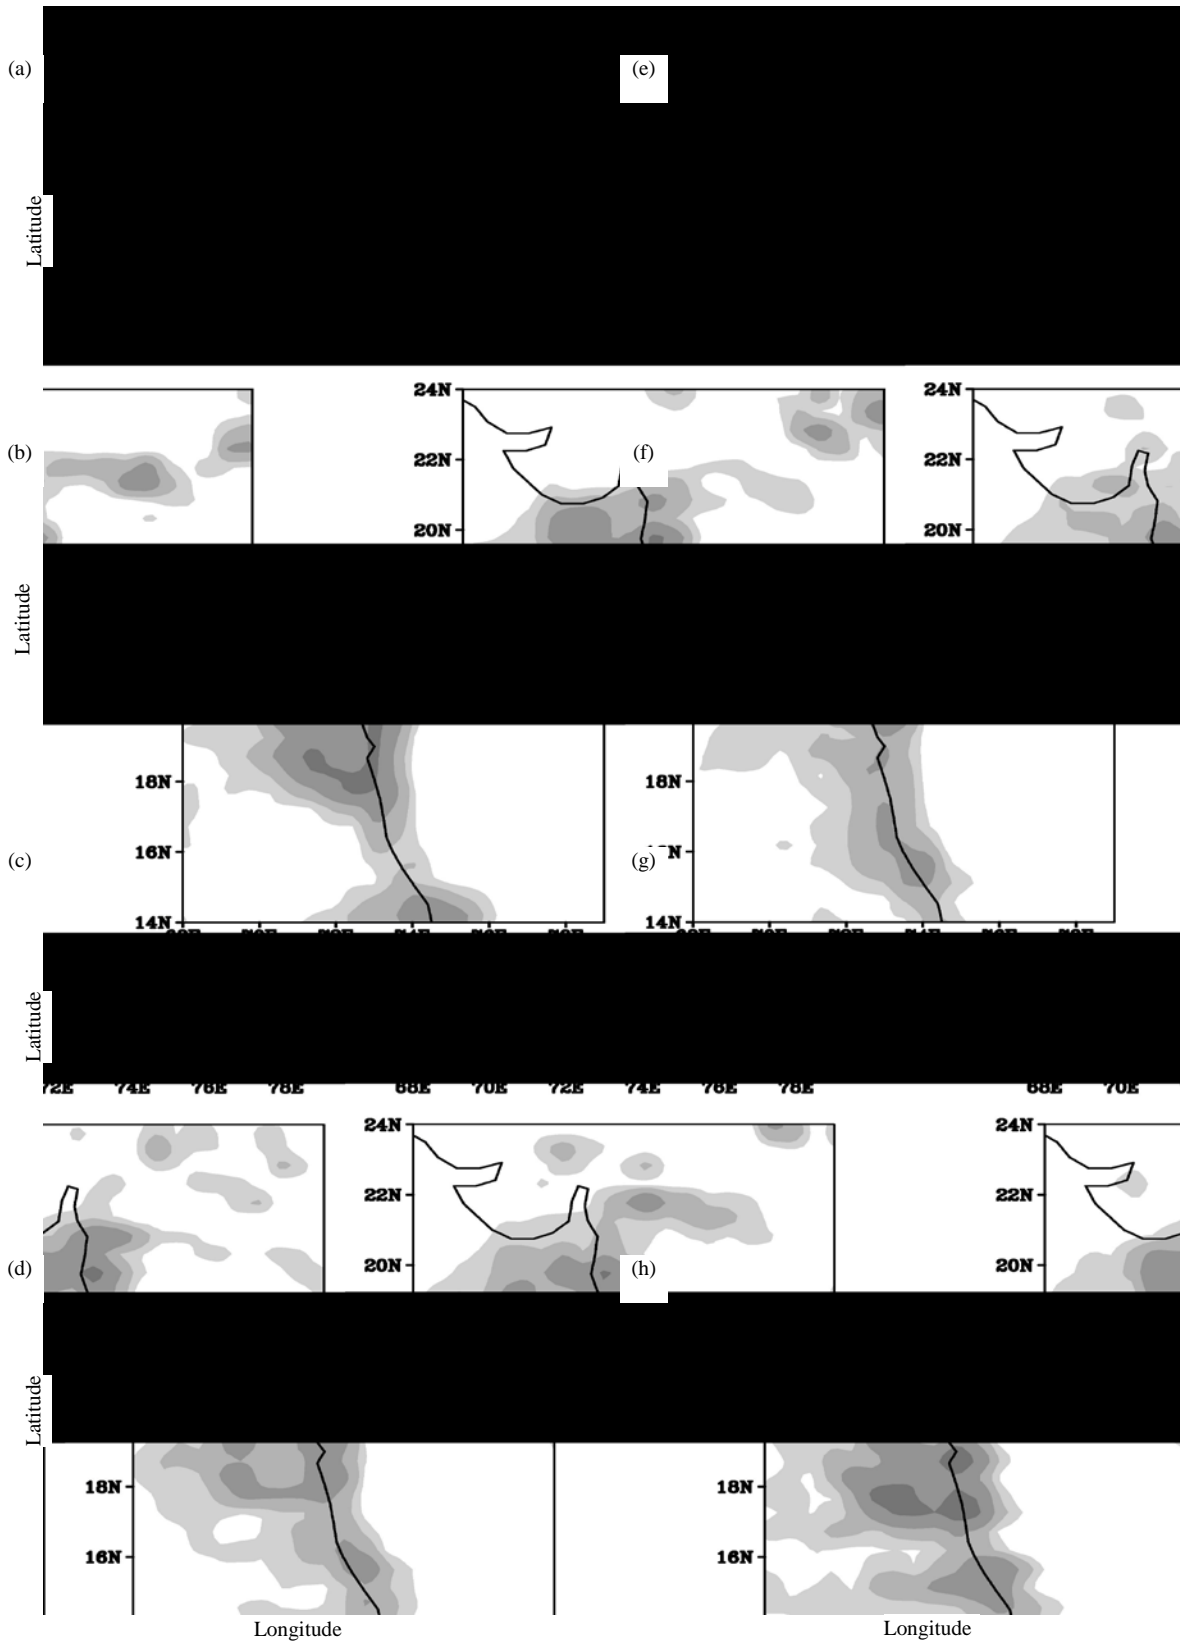 (a)
(e)
Latitude
24N
24N
(b)
(f)
22N
22N
20N
20N
Latitude
18N
18N
16N
(c)
(g)
14N
14N
Latitude
72E 74E 76E 78E 68E 70E 72E 74E 76E 78E 68E 70E
24N
24N
22N
22N
20N
20N
(d)
(h)
Latitude
18N
18N
16N
16N
Longitude
Longitude